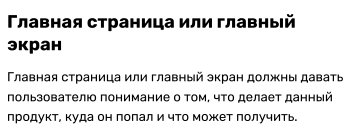 Главная страница или главный
экран
Главная страница или главный экран должны давать
пользователю понимание о том, что делает данный
продукт, куда он попал и что может получить.